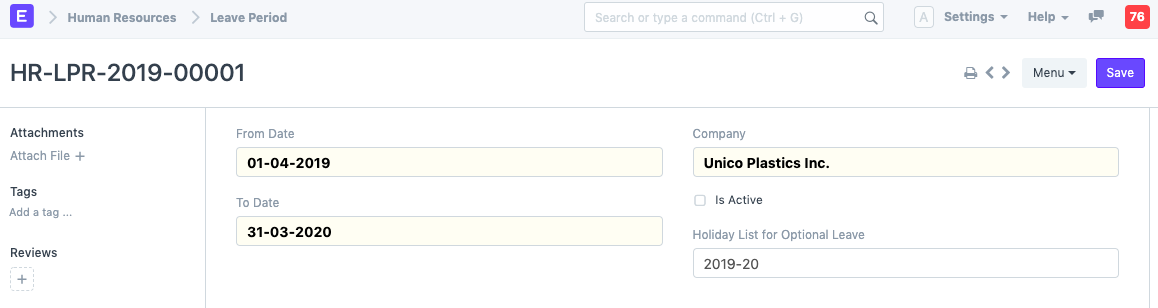 E Human Resources Leave Period Search or type a command (Ctrl + G) A Settings Help 76
HR-LPR-2019-00001 Menu Save
Attachments
Attach File +
Tags
Add a tag ...
Reviews
+
From Date
01-04-2019
To Date
31-03-2020
Company
Unico Plastics Inc.
Is Active
Holiday List for Optional Leave
2019-20